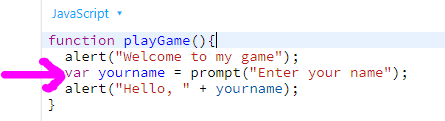 JavaScript
function playGame(){
alert("Welcome to my game");
var yourname = prompt("Enter your name");
alert("Hello, " + yourname);
}